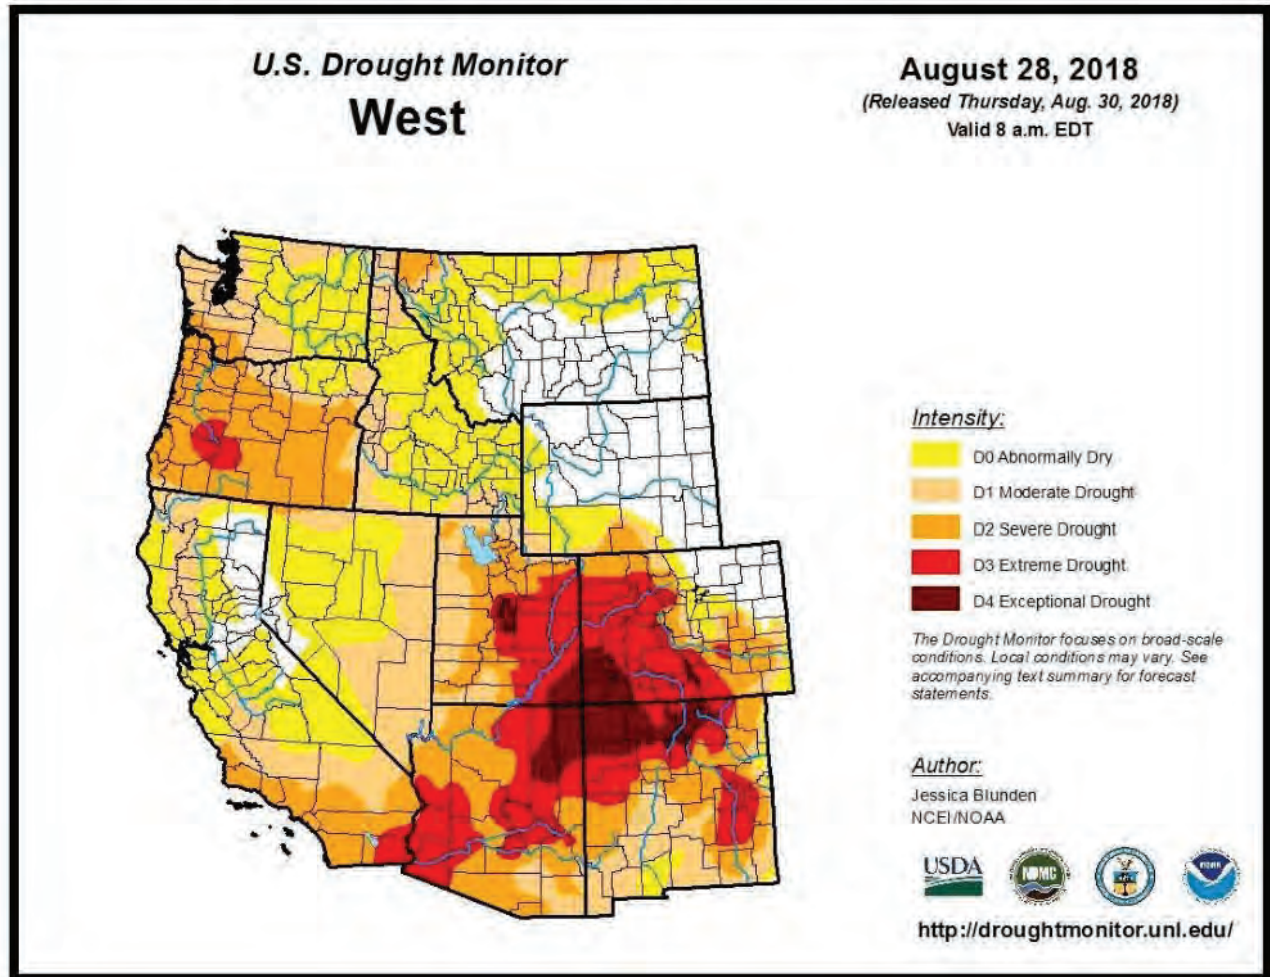 U.S. Drought Monitor
West
August 28, 2018
(Released Thursday, Aug. 30, 2018)
Valid 8 a.m. EDT
Intensity:
D0 Abnormally Dry
D1 Moderate Drought
D2 Severe Drought
D3 Extreme Drought
D4 Exceptional Drought
The Drought Monitor focuses on broad-scale
conditions. Local conditions may vary. See
accompanying text summary for forecast
statements.
Author:
Jessica Blunden
NCEI/NOAA
USDA
NDMC
http://droughtmonitor.unl.edu/